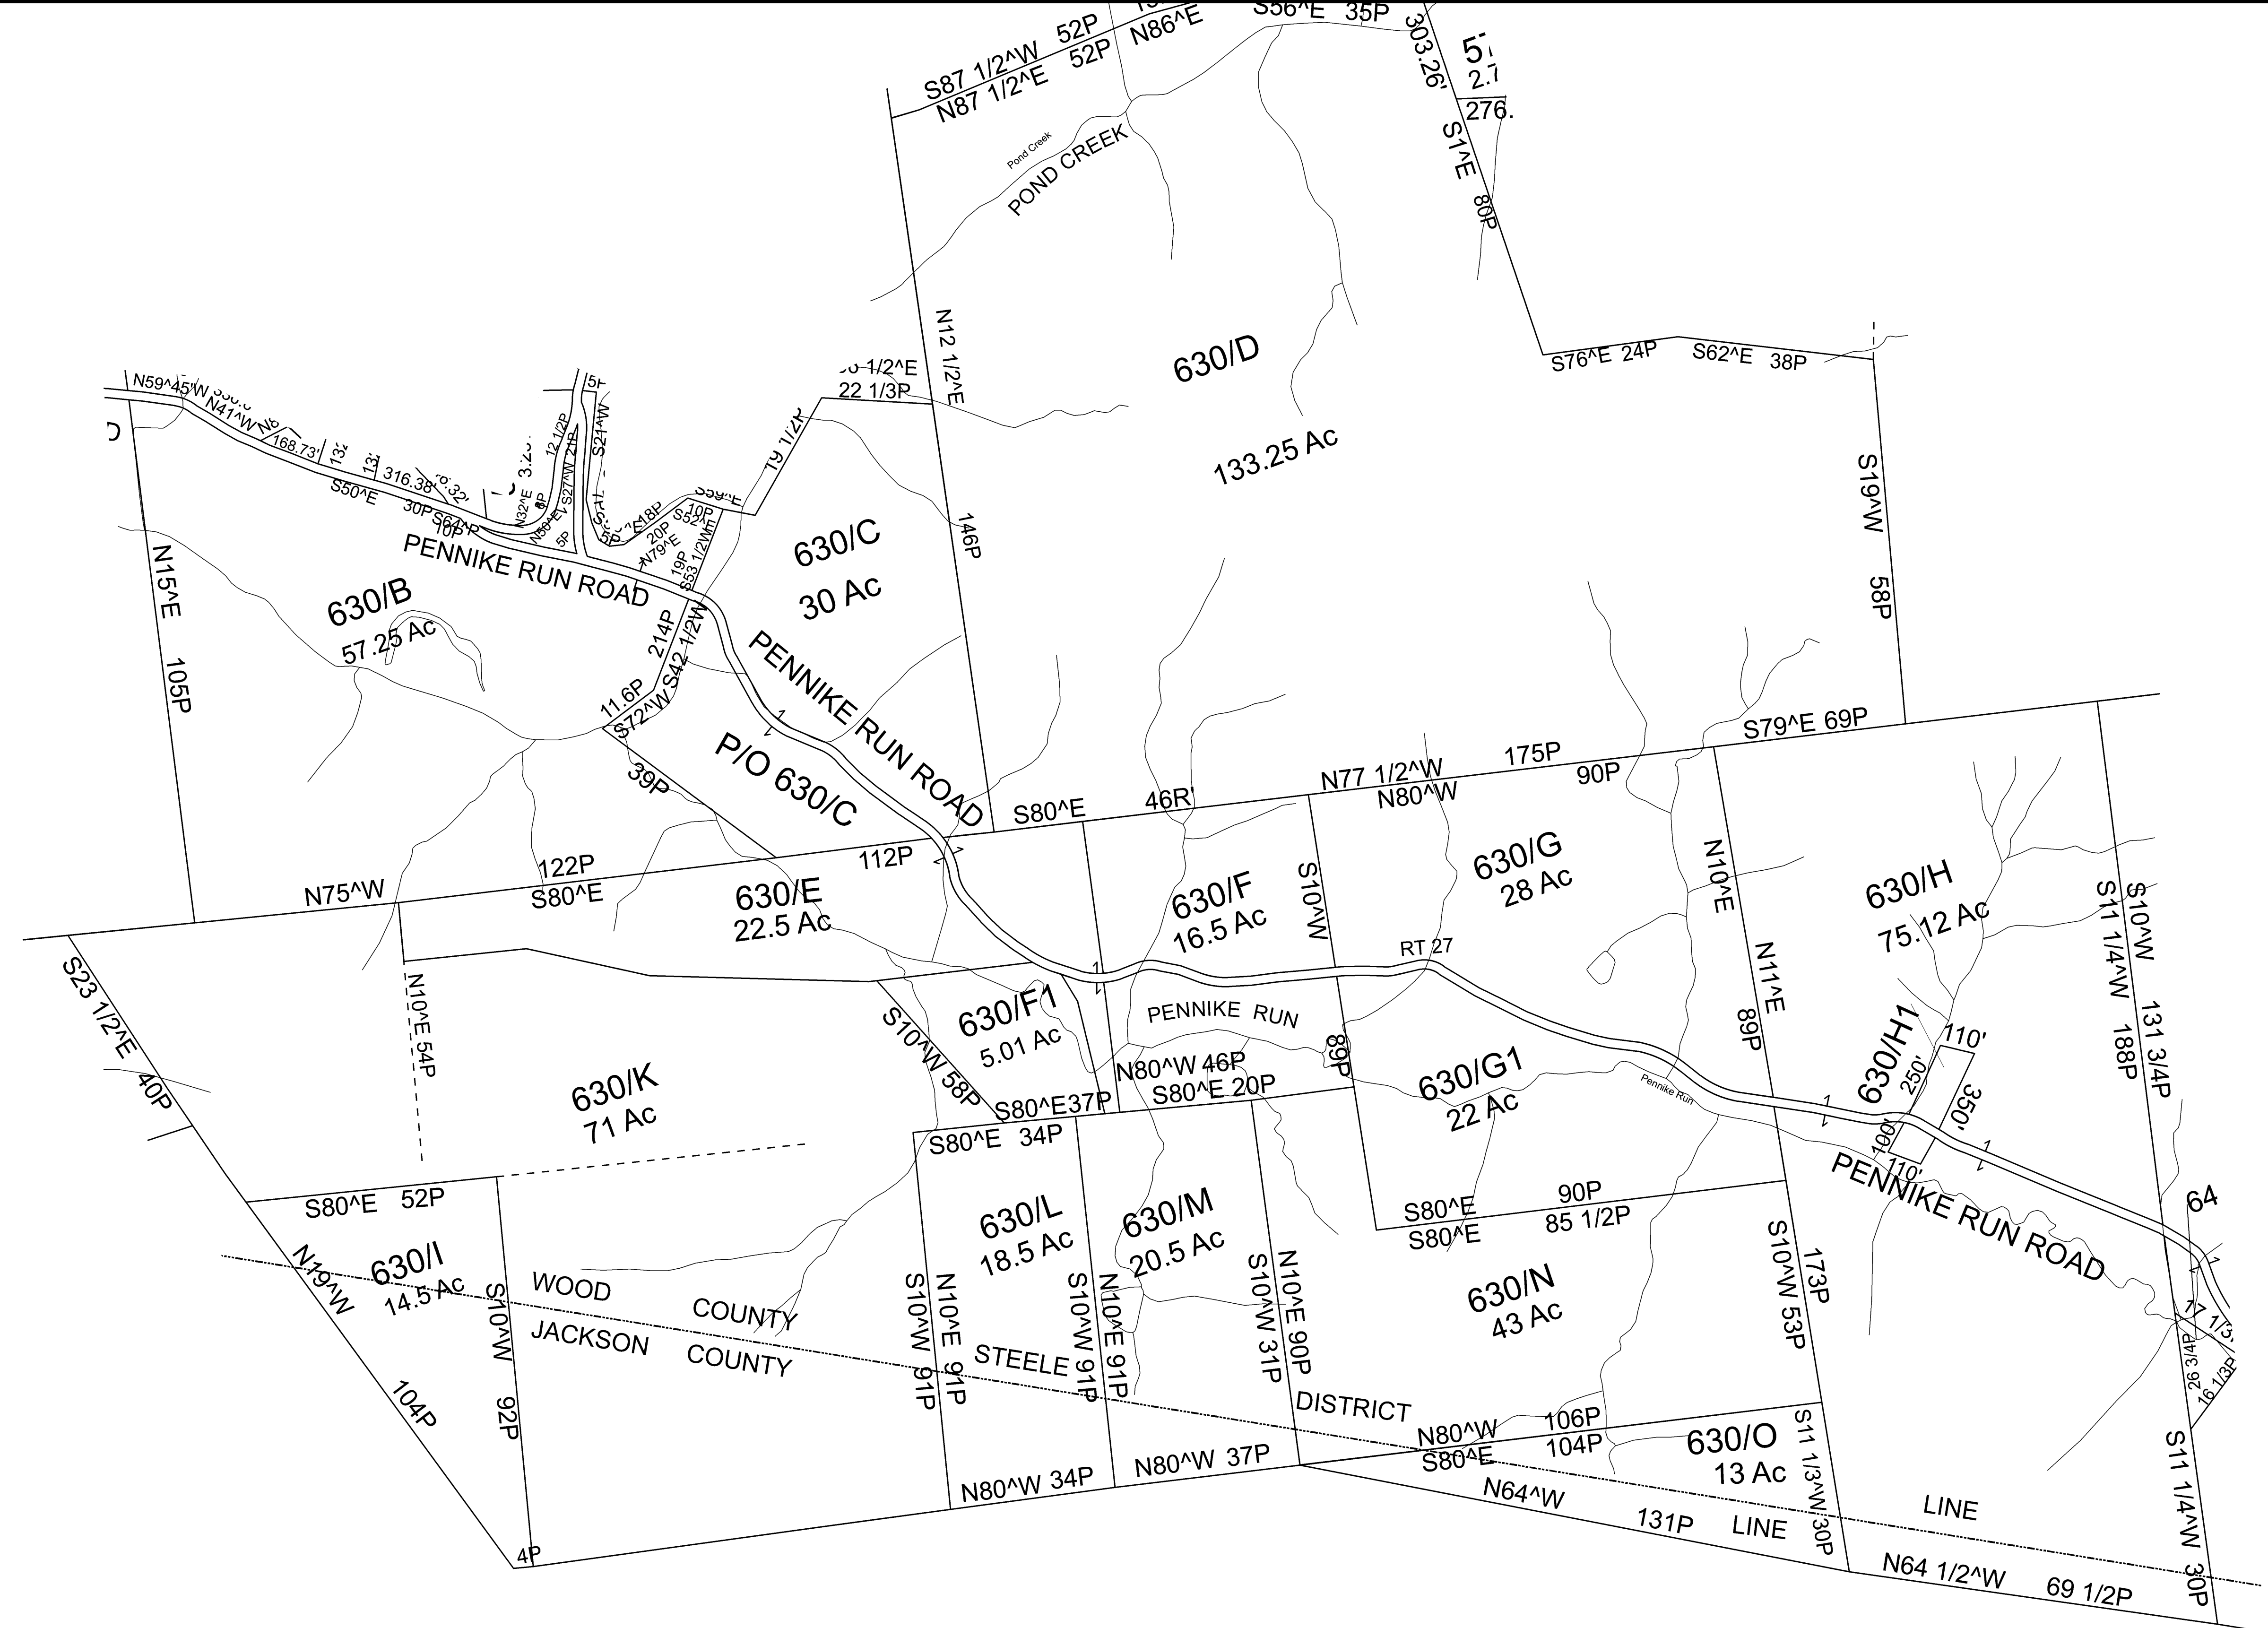 S56^E 35P
S87 1/2^W 52P
N87 1/2^E 52P
N86^E
303.26'
2.7
276.
S1^E 80P
Pond Creek
POND CREEK
N12 1/2^E
146P
630/D
133.25 Ac
S76^E 24P
S62^E 38P
S19^W 58P
22 1/3P
19 1/2P
N59^45'W
N41^W
168.73'
316.38'
S50^E
30P
S64^E
10P
N32^E
6P
12 1/2P
21P
S27^W
S21^W
N50^E
5P
5P
18P
10P
S52^E
20P
N79^E
19P
S53 1/2W
S59^E
PENNIKE RUN ROAD
N15^E 105P
630/B
57.25 Ac
630/C
30 Ac
214P
S42 1/2W
11.6P
S72^W
PENNIKE RUN ROAD
P/O 630/C
39P
S79^E 69P
N77 1/2^W 175P
N80^W 90P
S80^E 46R'
112P
122P
S80^E
N75^W
630/E
22.5 Ac
630/F
16.5 Ac
S10^W
89P
630/G
28 Ac
N10^E
N11^E
89P
630/H
75.12 Ac
S11 1/4^W 188P
S10^W 131 3/4P
RT 27
PENNIKE RUN
S23 1/2^E 40P
N10^E 54P
630/K
71 Ac
S10^W 58P
630/F1
5.01 Ac
N80^W 46P
S80^E 20P
S80^E37P
S80^E 34P
630/G1
22 Ac
Pennike Run
630/H1
110'
250'
350'
100'
110'
PENNIKE RUN ROAD
64
17
26 3/4P
16 1/3P
S80^E 52P
630/I
14.5 Ac
N19^W
104P
S10^W 92P
4P
WOOD COUNTY
JACKSON COUNTY
STEELE DISTRICT
LINE
LINE
630/L
18.5 Ac
S10^W 91P
N10^E 91P
630/M
20.5 Ac
S10^W 91P
N10^E 91P
S10^W 31P
N10^E 90P
S80^E 90P
S80^E 85 1/2P
630/N
43 Ac
173P
S10^W 53P
N80^W 106P
S80^E 104P
630/O
13 Ac
S11 1/3^W 30P
N80^W 34P
N80^W 37P
N64^W 131P
N64 1/2^W 69 1/2P
S11 1/4^W 30P